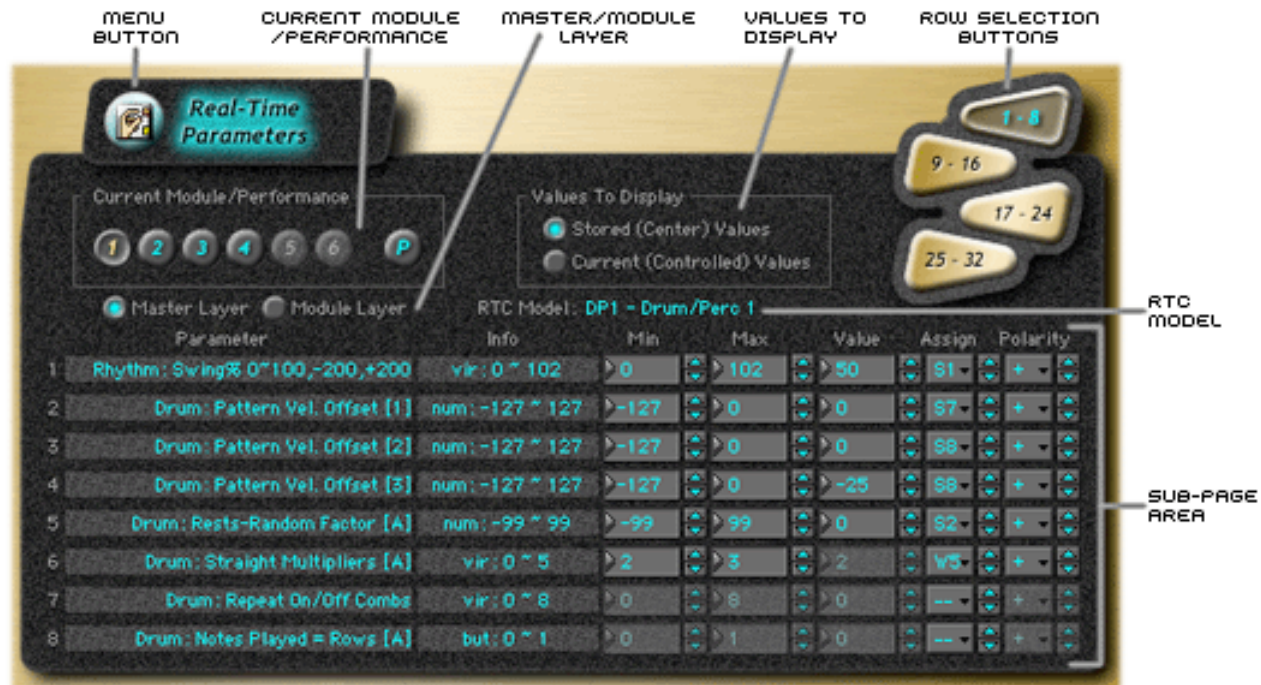 MENU BUTTON
CURRENT MODULE /PERFORMANCE
MASTER/MODULE LAYER
VALUES TO DISPLAY
ROW SELECTION BUTTONS
Real-Time
Parameters
1 - 8
9 - 16
17 - 24
25 - 32
Current Module/Performance
1 2 3 4 5 6 P
Values To Display
Stored (Center) Values
Current (Controlled) Values
Master Layer Module Layer
RTC Model: DP1 - Drum/Perc 1
RTC MODEL
Parameter Info Min Max Value Assign Polarity
1 Rhythm: Swing% 0~100,-200,+200 vir: 0 ~ 102 0 102 50 S1 +
2 Drum: Pattern Vel. Offset [1] num: -127 ~ 127 -127 0 0 S7 +
3 Drum: Pattern Vel. Offset [2] num: -127 ~ 127 -127 0 0 S8 +
4 Drum: Pattern Vel. Offset [3] num: -127 ~ 127 -127 0 -25 S8 +
5 Drum: Rests-Random Factor [A] num: -99 ~ 99 -99 99 0 S2 +
6 Drum: Straight Multipliers [A] vir: 0 ~ 5 2 3 2 W5 +
7 Drum: Repeat On/Off Combs vir: 0 ~ 8 0 8 0 -- +
8 Drum: Notes Played = Rows [A] but: 0 ~ 1 0 1 0 -- +
SUB-PAGE AREA